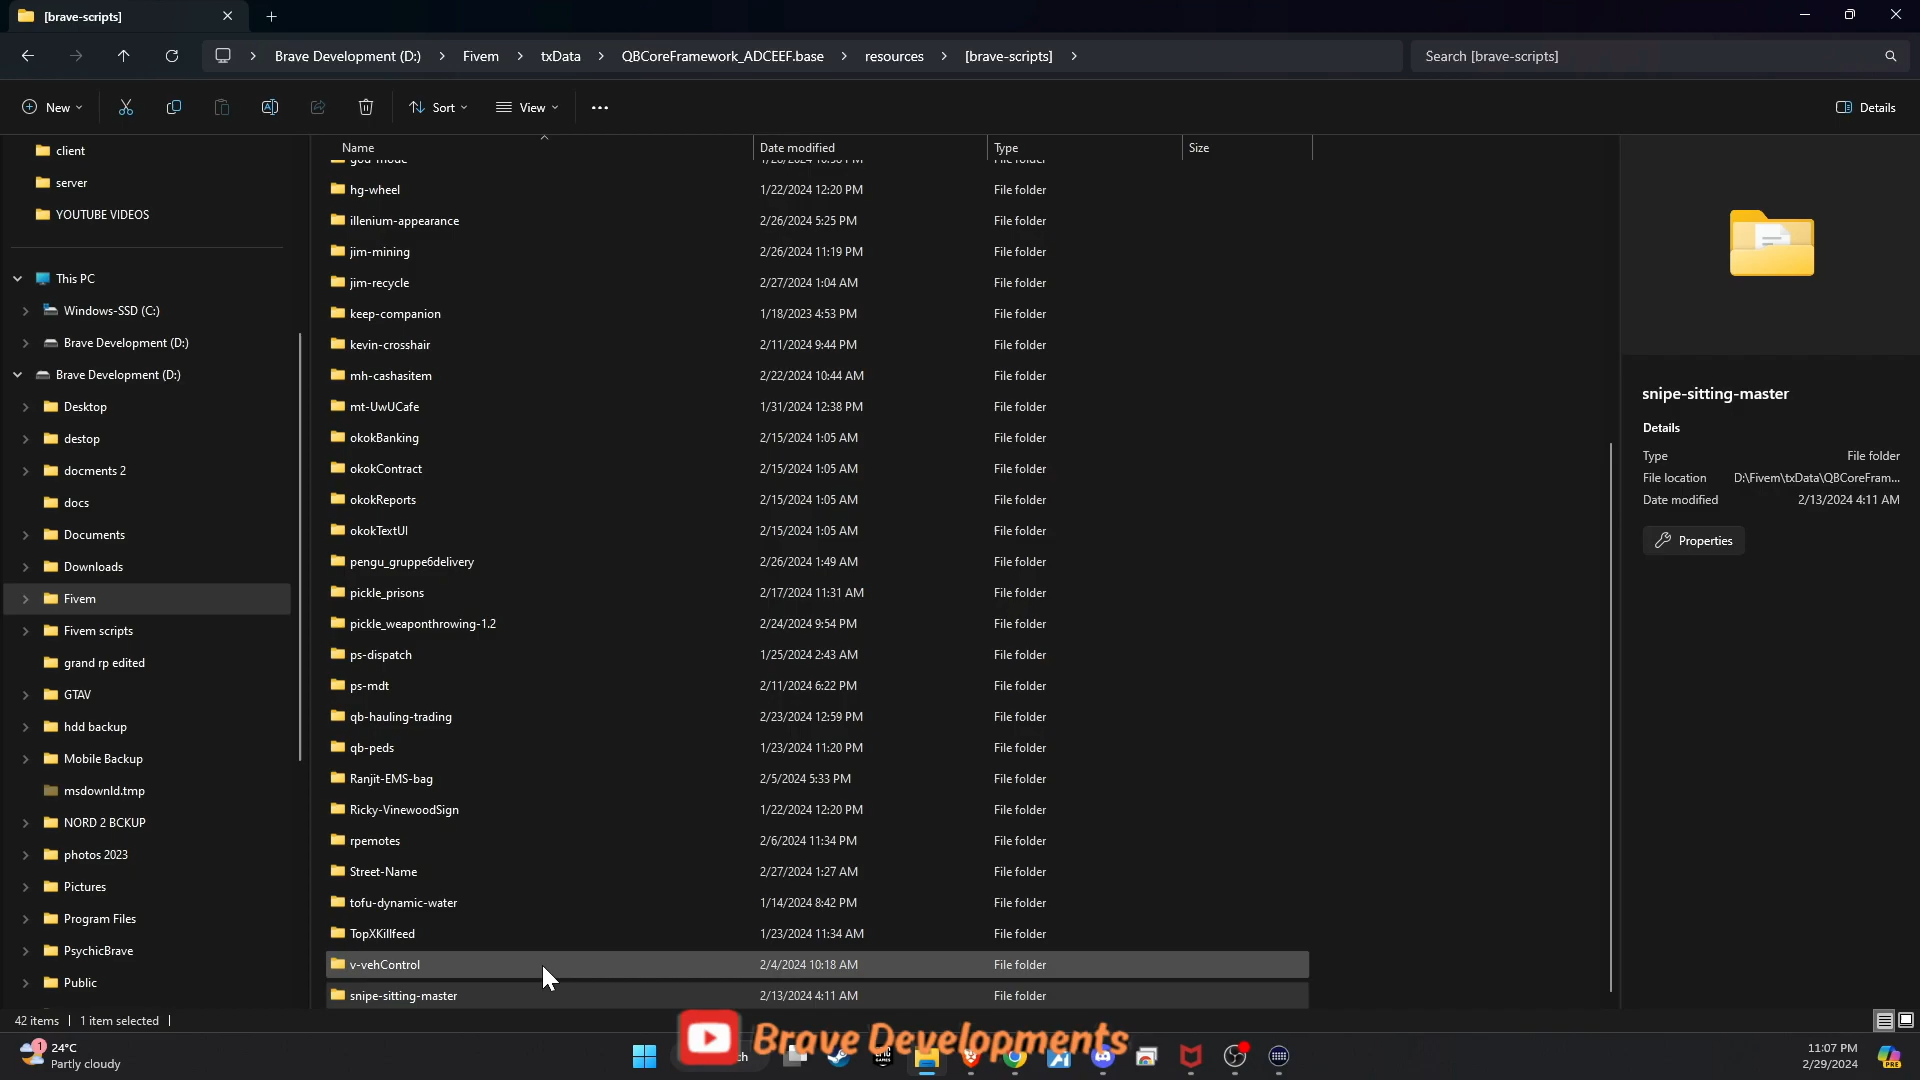 [brave-scripts]
Brave Development (D:) Fivem txData QBCoreFramework_ADCEEF.base resources [brave-scripts]
Search [brave-scripts]
New Sort View Details
Name Date modified Type Size
client
server
YOUTUBE VIDEOS
This PC
Windows-SSD (C:)
Brave Development (D:)
Brave Development (D:)
Desktop
destop
docments 2
docs
Documents
Downloads
Fivem
Fivem scripts
grand rp edited
GTAV
hdd backup
Mobile Backup
msdownld.tmp
NORD 2 BCKUP
photos 2023
Pictures
Program Files
PsychicBrave
Public
hg-wheel 1/22/2024 12:20 PM File folder
illenium-appearance 2/26/2024 5:25 PM File folder
jim-mining 2/26/2024 11:19 PM File folder
jim-recycle 2/27/2024 1:04 AM File folder
keep-companion 1/18/2023 4:53 PM File folder
kevin-crosshair 2/11/2024 9:44 PM File folder
mh-cashasitem 2/22/2024 10:44 AM File folder
mt-UwUCafe 1/31/2024 12:38 PM File folder
okokBanking 2/15/2024 1:05 AM File folder
okokContract 2/15/2024 1:05 AM File folder
okokReports 2/15/2024 1:05 AM File folder
okokTextUI 2/15/2024 1:05 AM File folder
pengu_gruppe6delivery 2/26/2024 1:49 AM File folder
pickle_prisons 2/17/2024 11:31 AM File folder
pickle_weaponthrowing-1.2 2/24/2024 9:54 PM File folder
ps-dispatch 1/25/2024 2:43 AM File folder
ps-mdt 2/11/2024 6:22 PM File folder
qb-hauling-trading 2/23/2024 12:59 PM File folder
qb-peds 1/23/2024 11:20 PM File folder
Ranjit-EMS-bag 2/5/2024 5:33 PM File folder
Ricky-VinewoodSign 1/22/2024 12:20 PM File folder
rpemotes 2/6/2024 11:34 PM File folder
Street-Name 2/27/2024 1:27 AM File folder
tofu-dynamic-water 1/14/2024 8:42 PM File folder
TopXKillfeed 1/23/2024 11:34 AM File folder
v-vehControl 2/4/2024 10:18 AM File folder
snipe-sitting-master 2/13/2024 4:11 AM File folder
snipe-sitting-master
Details
Type File folder
File location D:\Fivem\txData\QBCoreFram...
Date modified 2/13/2024 4:11 AM
Properties
42 items 1 item selected
Brave Developments
1
24°C
Partly cloudy
11:07 PM
2/29/2024